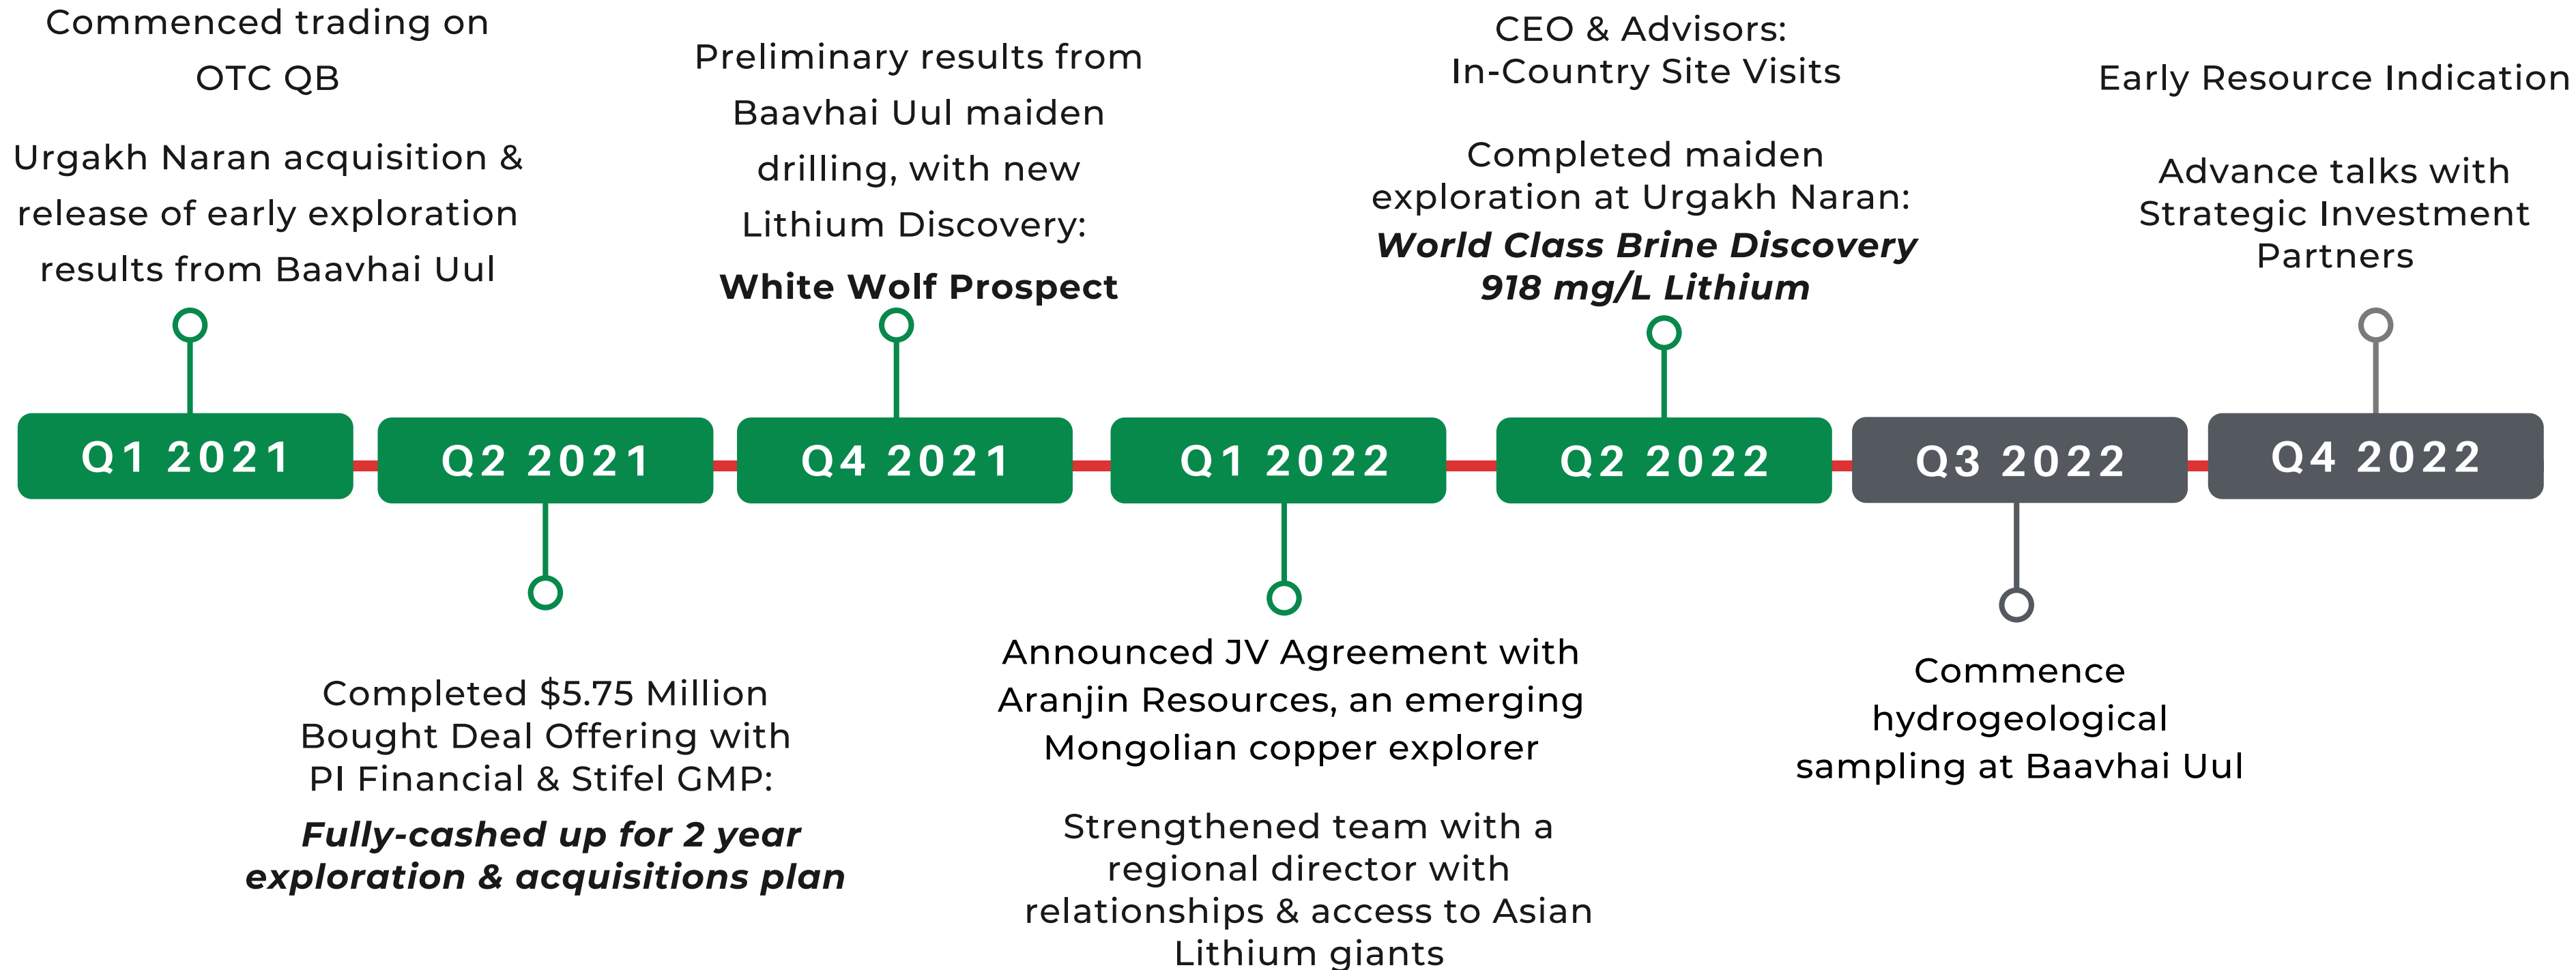 Commenced trading on
OTC QB
Urgakh Naran acquisition &
release of early exploration
results from Baavhai Uul
Preliminary results from
Baavhai Uul maiden
drilling, with new
Lithium Discovery:
White Wolf Prospect
CEO & Advisors:
In-Country Site Visits
Completed maiden
exploration at Urgakh Naran:
World Class Brine Discovery
918 mg/L Lithium
Early Resource Indication
Advance talks with
Strategic Investment
Partners
Q1 2021
Q2 2021
Q4 2021
Q1 2022
Q2 2022
Q3 2022
Q4 2022
Completed $5.75 Million
Bought Deal Offering with
PI Financial & Stifel GMP:
Fully-cashed up for 2 year
exploration & acquisitions plan
Announced JV Agreement with
Aranjin Resources, an emerging
Mongolian copper explorer
Strengthened team with a
regional director with
relationships & access to Asian
Lithium giants
Commence
hydrogeological
sampling at Baavhai Uul